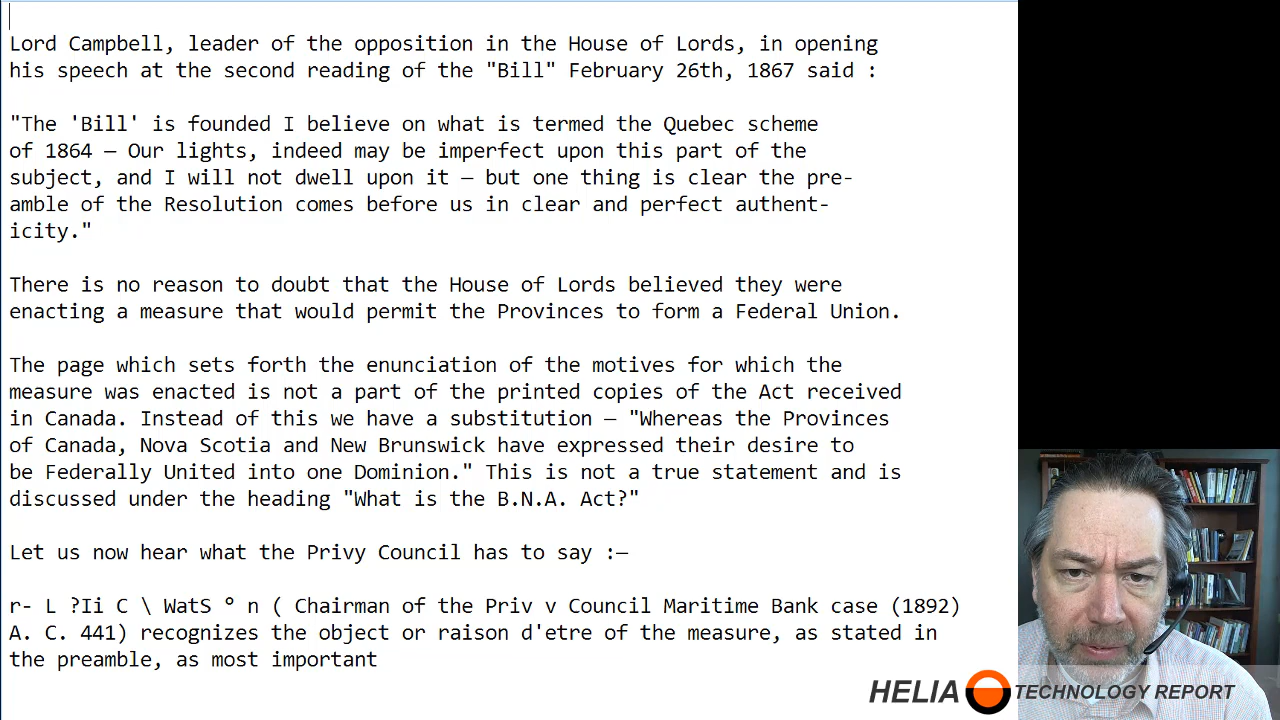 Lord Campbell, leader of the opposition in the House of Lords, in opening
his speech at the second reading of the "Bill" February 26th, 1867 said :
"The 'Bill' is founded I believe on what is termed the Quebec scheme
of 1864 — Our lights, indeed may be imperfect upon this part of the
subject, and I will not dwell upon it — but one thing is clear the pre-
amble of the Resolution comes before us in clear and perfect authent-
icity."
There is no reason to doubt that the House of Lords believed they were
enacting a measure that would permit the Provinces to form a Federal Union.
The page which sets forth the enunciation of the motives for which the
measure was enacted is not a part of the printed copies of the Act received
in Canada. Instead of this we have a substitution — "Whereas the Provinces
of Canada, Nova Scotia and New Brunswick have expressed their desire to
be Federally United into one Dominion." This is not a true statement and is
discussed under the heading "What is the B.N.A. Act?"
Let us now hear what the Privy Council has to say :—
r- L ?Ii C \ WatS ° n ( Chairman of the Priv v Council Maritime Bank case (1892)
A. C. 441) recognizes the object or raison d'etre of the measure, as stated in
the preamble, as most important
HELIA TECHNOLOGY REPORT